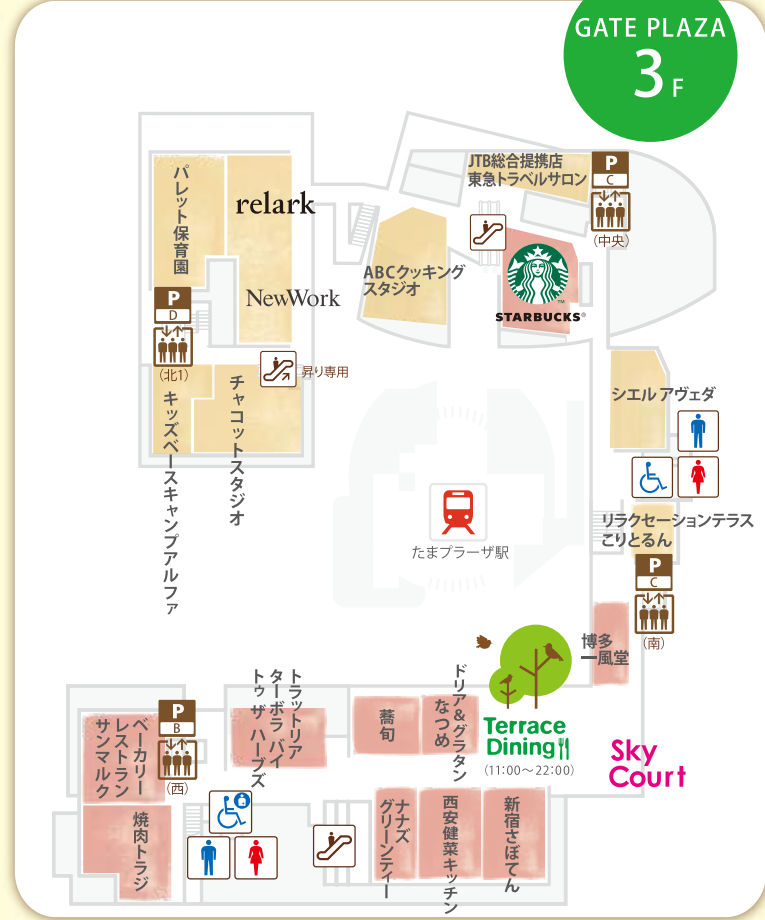 GATE PLAZA
3F
JTB総合提携店
東急トラベルサロン
P
C
(中央)
パレット保育園
relark
NewWork
ABCクッキング
スタジオ
STARBUCKS®
TM
P
D
(北1)
昇り専用
キッズベースキャンプアルファ
チャコットスタジオ
シエル アヴェダ
たまプラーザ駅
リラクセーションテラス
こりとるん
P
C
(南)
博多
一風堂
Terrace
Dining
(11:00〜22:00)
Sky
Court
ドリア&グラタン
なつめ
蕎旬
トラットリア
ターボラ バイ
トゥ ザ ハーブズ
P
B
(西)
ベーカリー
レストラン
サンマルク
焼肉トラジ
ナナズ
グリーンティー
西安健菜キッチン
新宿さぼてん